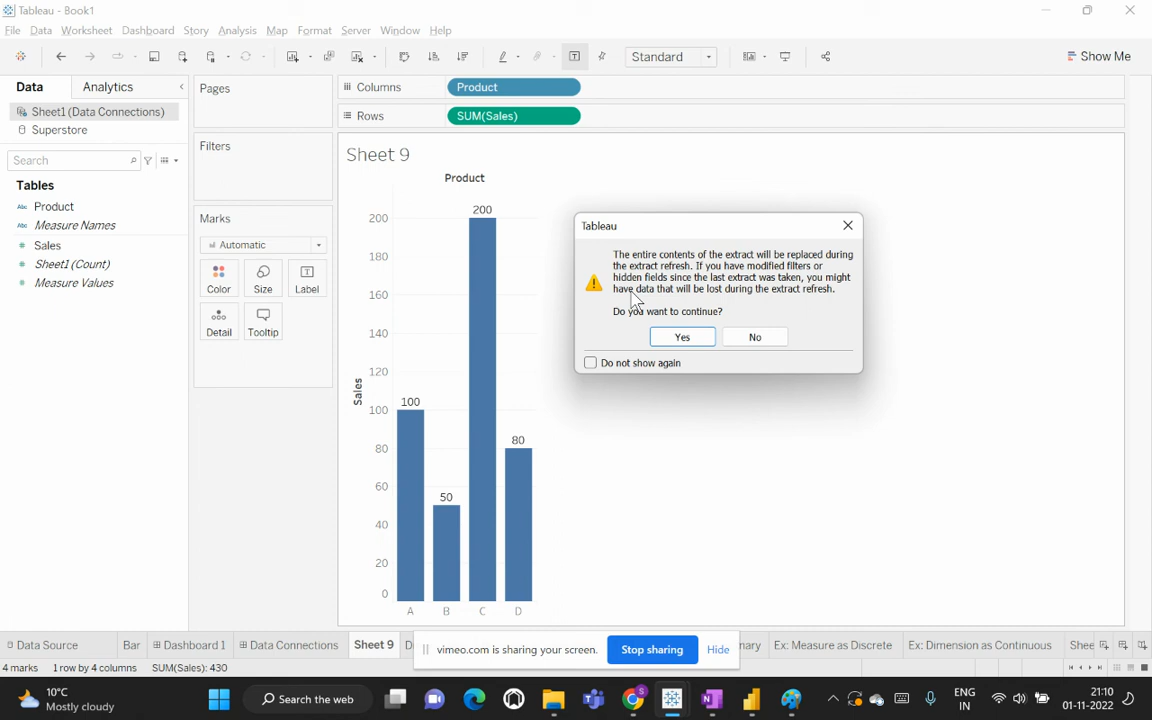 Tableau - Book1
File Data Worksheet Dashboard Story Analysis Map Format Server Window Help
Standard
Show Me
Data Analytics
Pages
Columns Product
Sheet1 (Data Connections)
Rows SUM(Sales)
Superstore
Filters
Search
Sheet 9
Tables
Product
Measure Names
Sales
Sheet1 (Count)
Measure Values
Marks
Automatic
Color Size Label
Detail Tooltip
Product
200
180
160
140
120
100
80
60
40
20
0
Sales
100
50
200
80
A B C D
Tableau
The entire contents of the extract will be replaced during
the extract refresh. If you have modified filters or
hidden fields since the last extract was taken, you might
have data that will be lost during the extract refresh.
Do you want to continue?
Yes No
Do not show again
Data Source Bar Dashboard 1 Data Connections Sheet 9 vimeo.com is sharing your screen. Stop sharing Hide Ex: Measure as Discrete Ex: Dimension as Continuous
4 marks 1 row by 4 columns SUM(Sales): 430
10°C
Mostly cloudy
Search the web
ENG
IN
21:10
01-11-2022